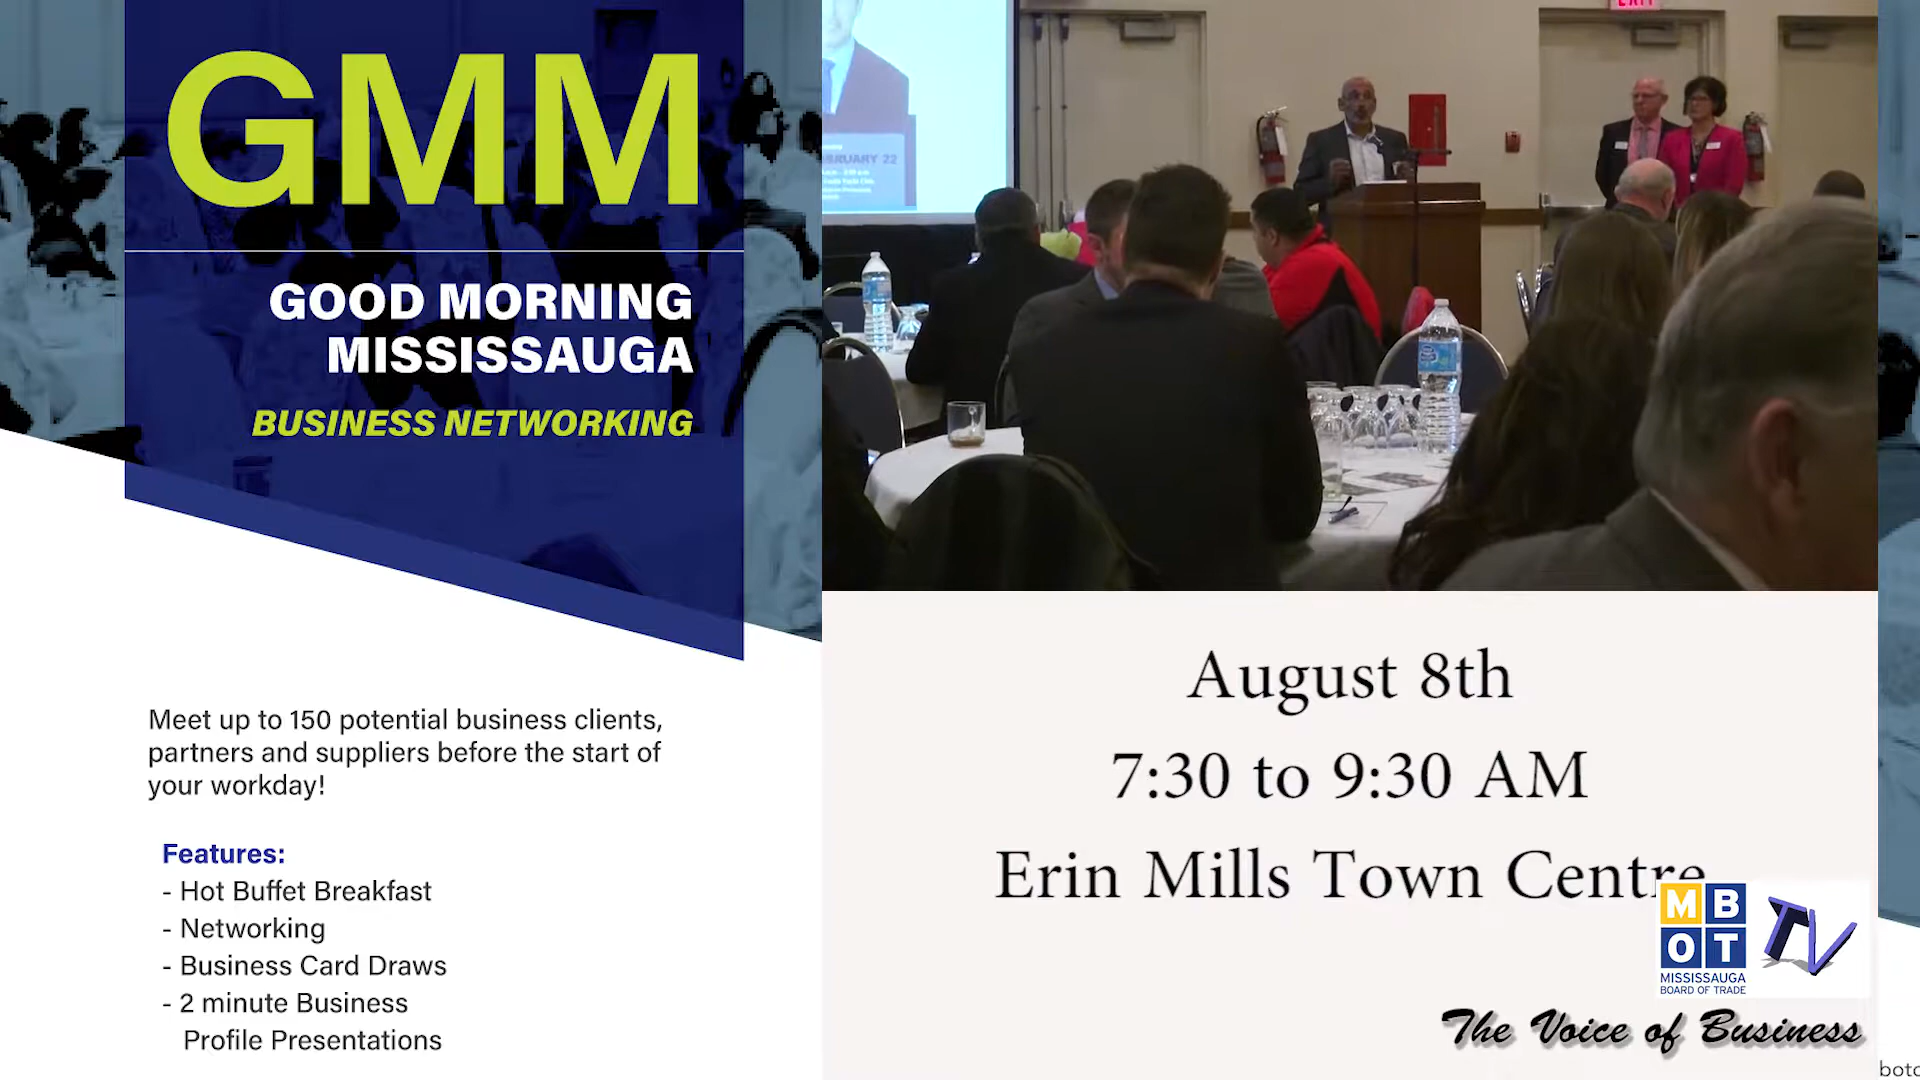 GMM
GOOD MORNING
MISSISSAUGA
BUSINESS NETWORKING
Meet up to 150 potential business clients,
partners and suppliers before the start of
your workday!
Features:
- Hot Buffet Breakfast
- Networking
- Business Card Draws
- 2 minute Business
Profile Presentations
EXIT
22
August 8th
7:30 to 9:30 AM
Erin Mills Town Centre
MB
OT
MISSISSAUGA
BOARD OF TRADE
TV
The Voice of Business